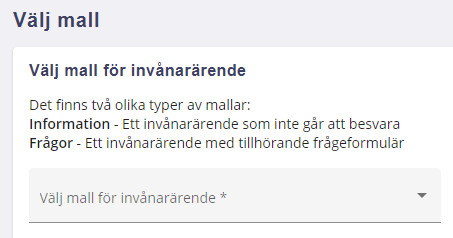 Välj mall
Välj mall för invånarärende
Det finns två olika typer av mallar:
Information - Ett invånarärende som inte går att besvara
Frågor - Ett invånarärende med tillhörande frågeformulär
Välj mall för invånarärende *